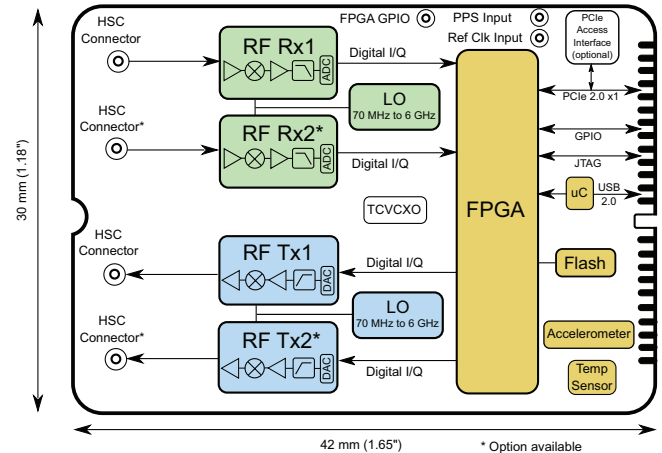 HSC
Connector
RF Rx1
ADC
Digital I/Q
FPGA GPIO
PPS Input
Ref Clk Input
PCIe
Access
Interface
(optional)
PCIe 2.0 x1
LO
70 MHz to 6 GHz
HSC
Connector*
RF Rx2*
ADC
Digital I/Q
GPIO
JTAG
uC
USB
2.0
TCVCXO
FPGA
30 mm (1.18")
HSC
Connector
RF Tx1
DAC
Digital I/Q
Flash
LO
70 MHz to 6 GHz
HSC
Connector*
RF Tx2*
DAC
Digital I/Q
Accelerometer
Temp
Sensor
42 mm (1.65")
* Option available